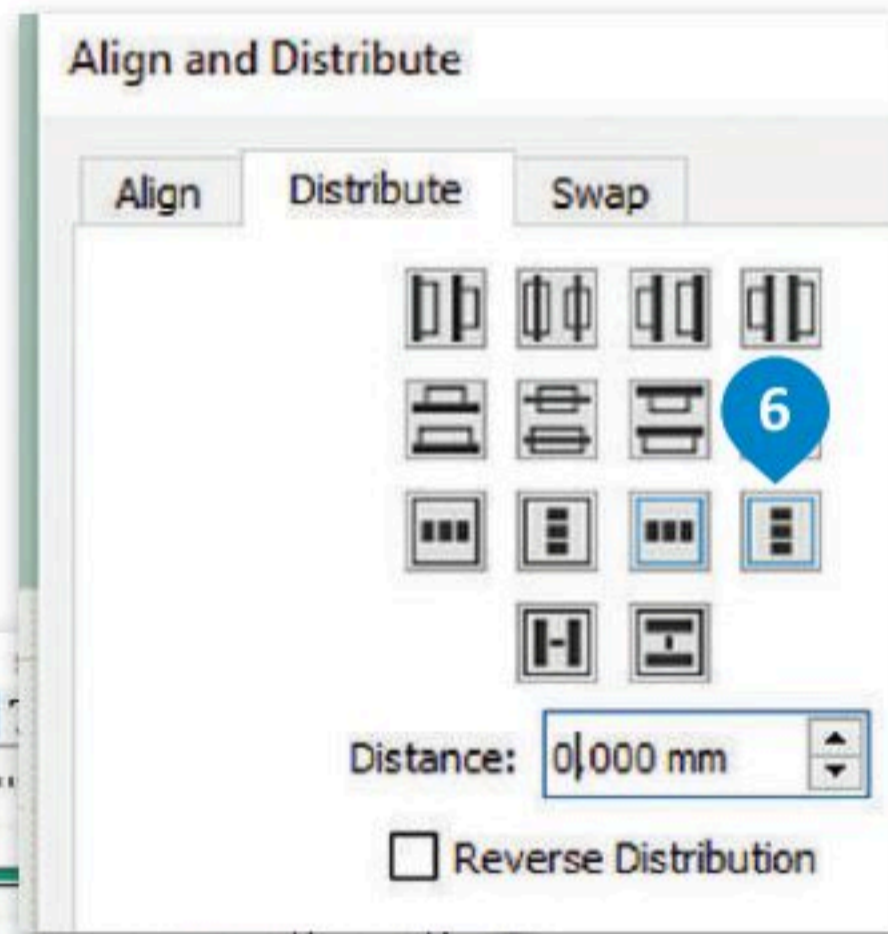 Align and Distribute
Align Distribute Swap
6
Distance: 0,000 mm
Reverse Distribution